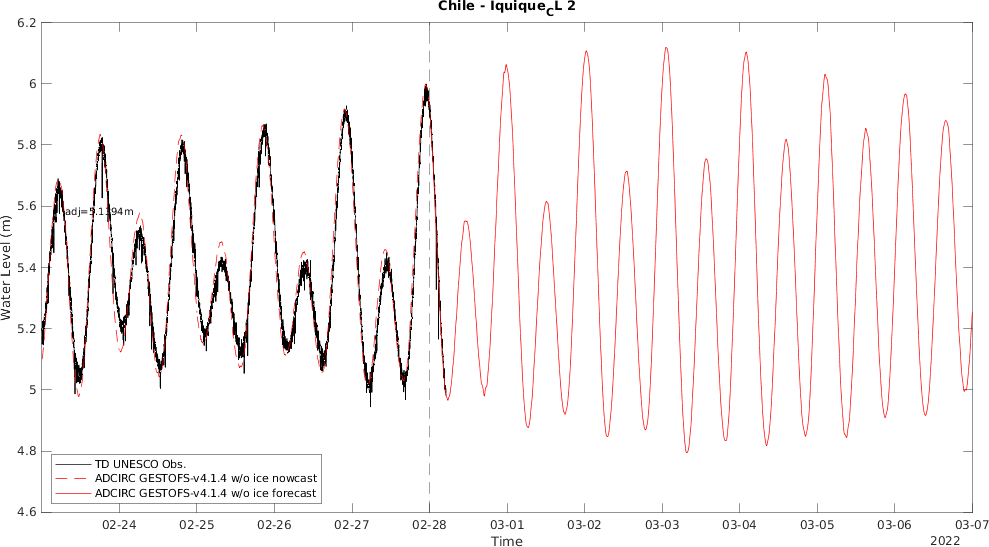 Chile - Iquique_CL 2
6.2
6
5.8
5.6
5.4
5.2
5
4.8
4.6
Water Level (m)
adj=5.1394m
TD UNESCO Obs.
ADCIRC GESTOFS-v4.1.4 w/o ice nowcast
ADCIRC GESTOFS-v4.1.4 w/o ice forecast
02-24 02-25 02-26 02-27 02-28 03-01 03-02 03-03 03-04 03-05 03-06 03-07
Time
2022